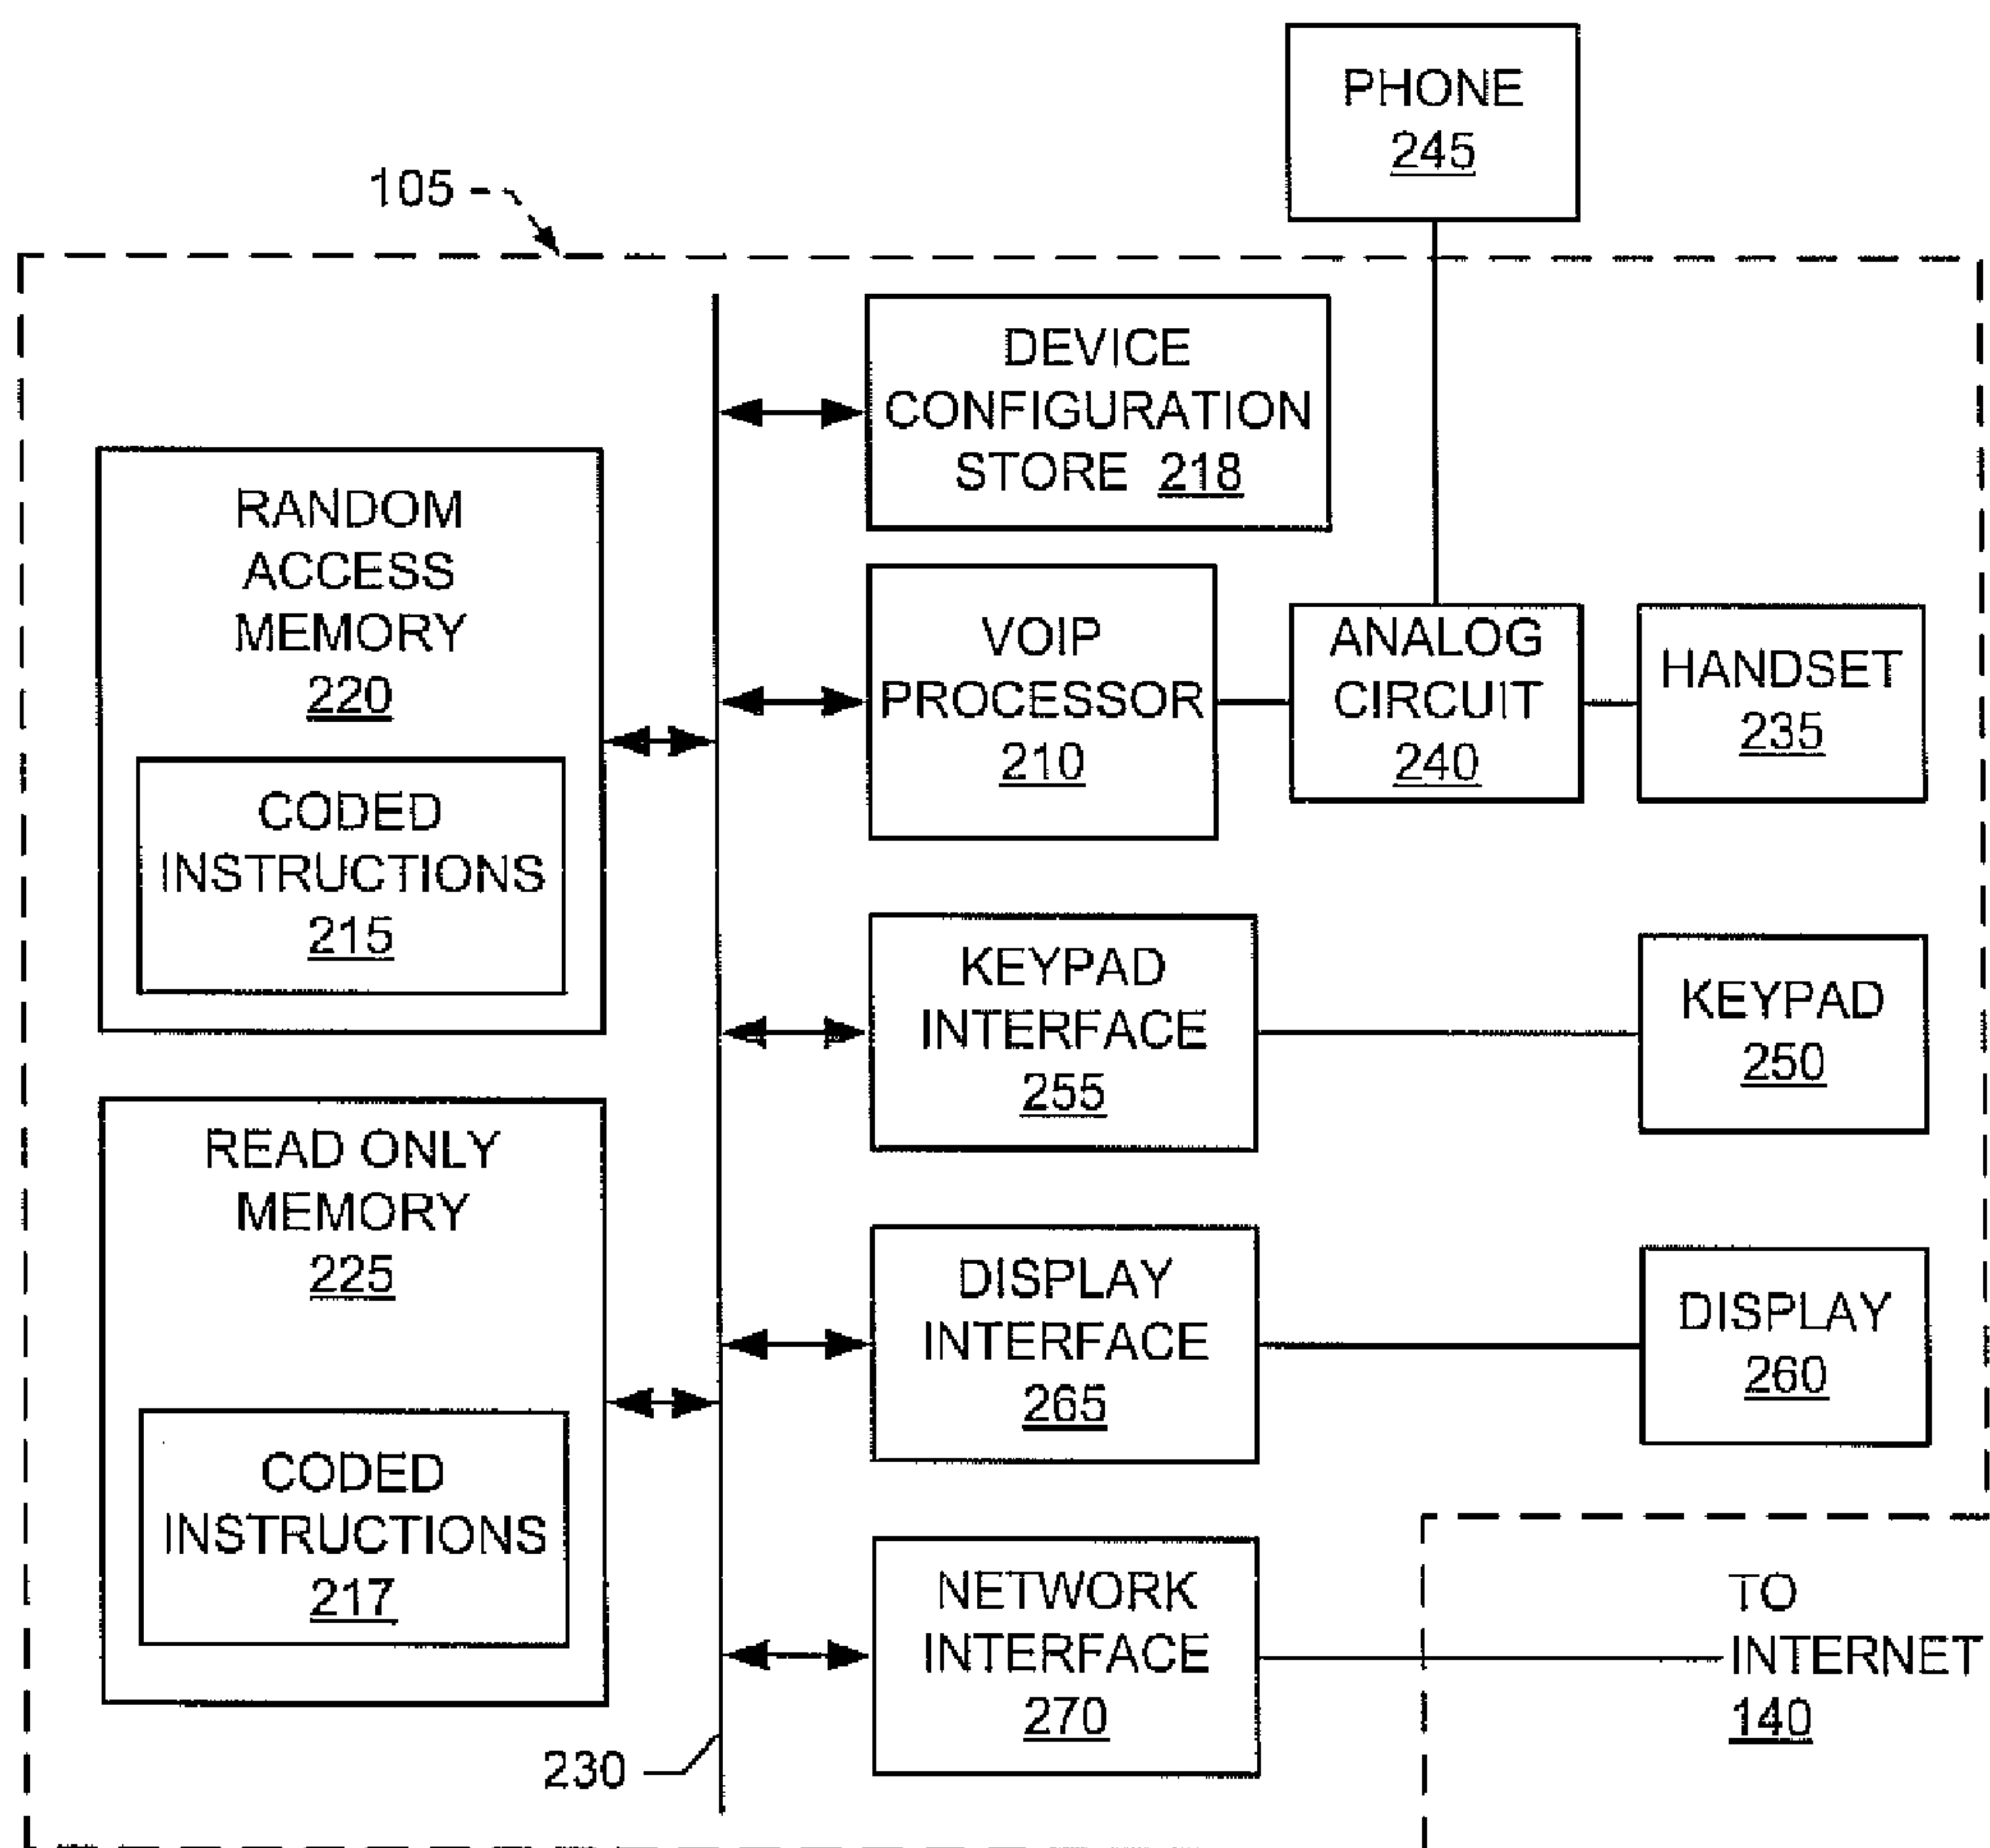 PHONE
245
105
DEVICE
CONFIGURATION
STORE 218
RANDOM
ACCESS
MEMORY
220
CODED
INSTRUCTIONS
215
VOIP
PROCESSOR
210
ANALOG
CIRCUIT
240
HANDSET
235
KEYPAD
INTERFACE
255
KEYPAD
250
READ ONLY
MEMORY
225
CODED
INSTRUCTIONS
217
DISPLAY
INTERFACE
265
DISPLAY
260
NETWORK
INTERFACE
270
TO
INTERNET
140
230